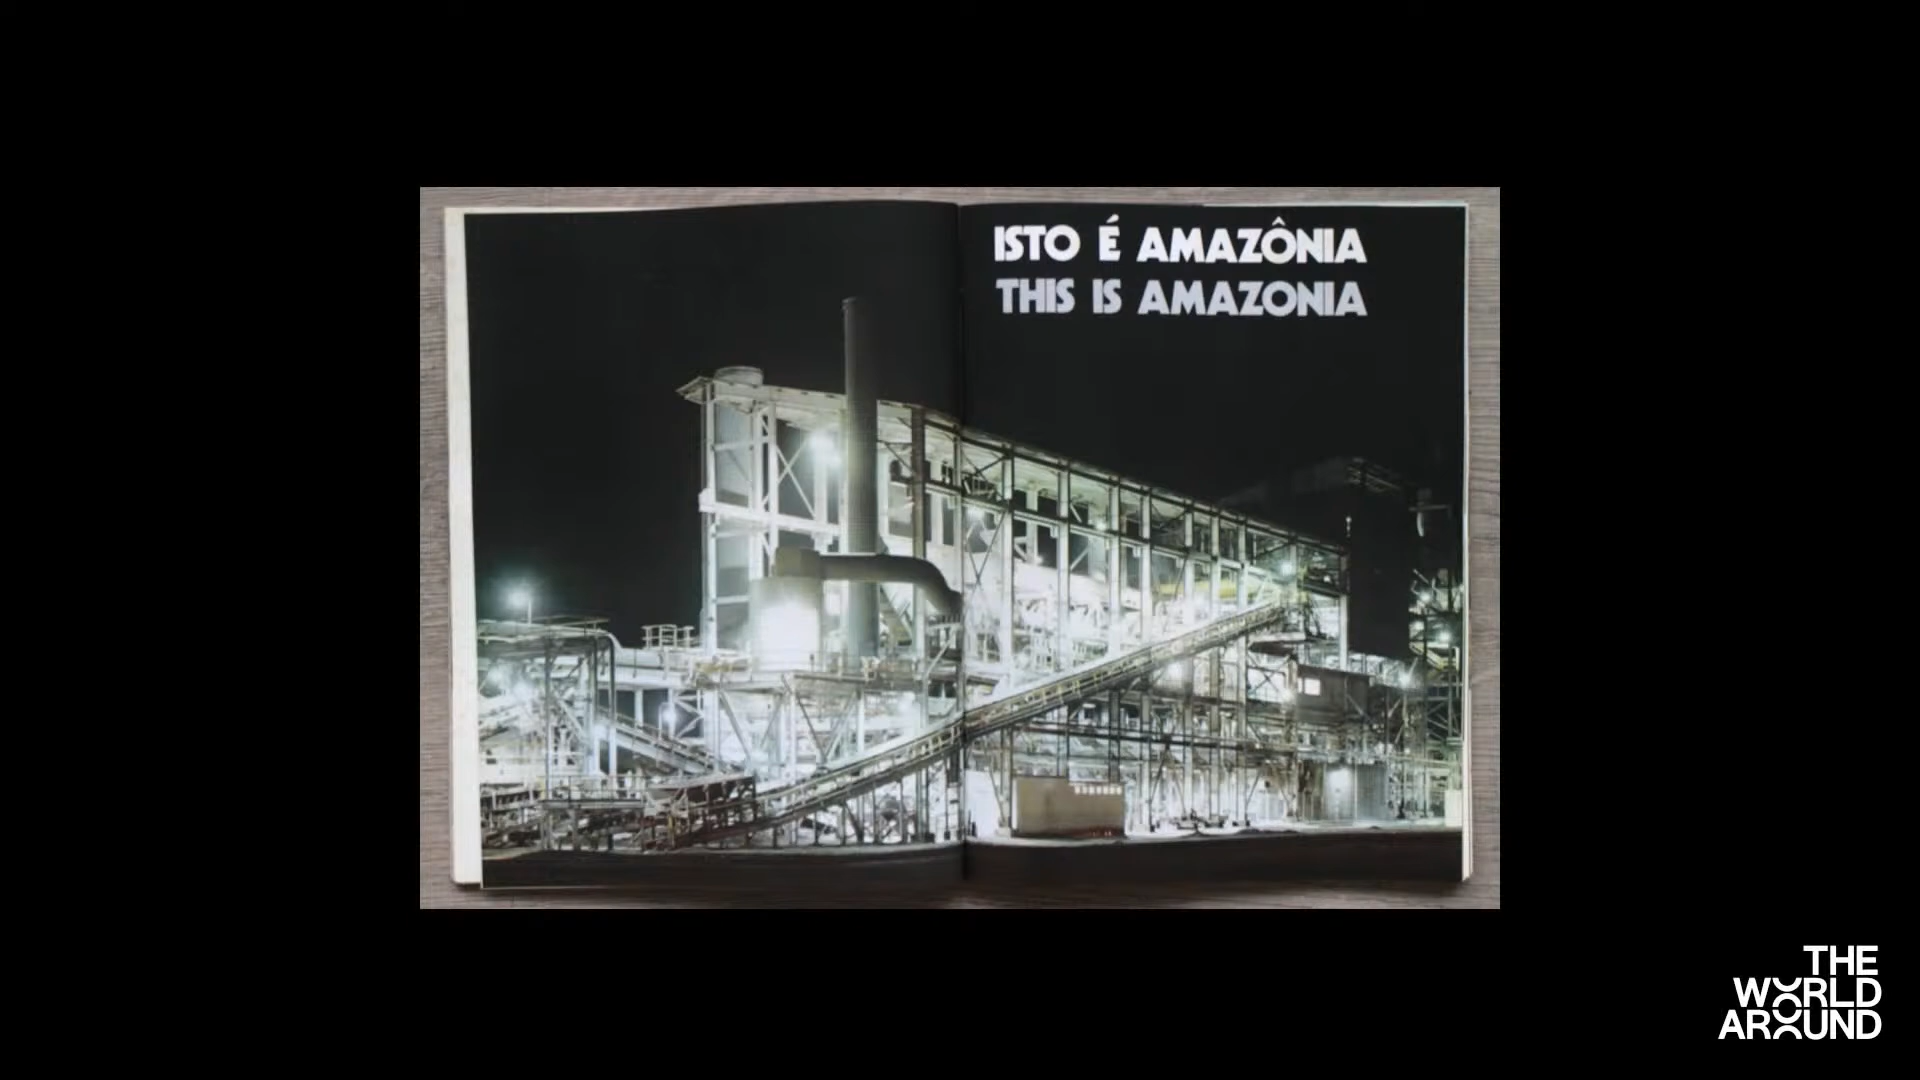 ISTO É AMAZÔNIA
THIS IS AMAZONIA
THE
WORLD
AROUND